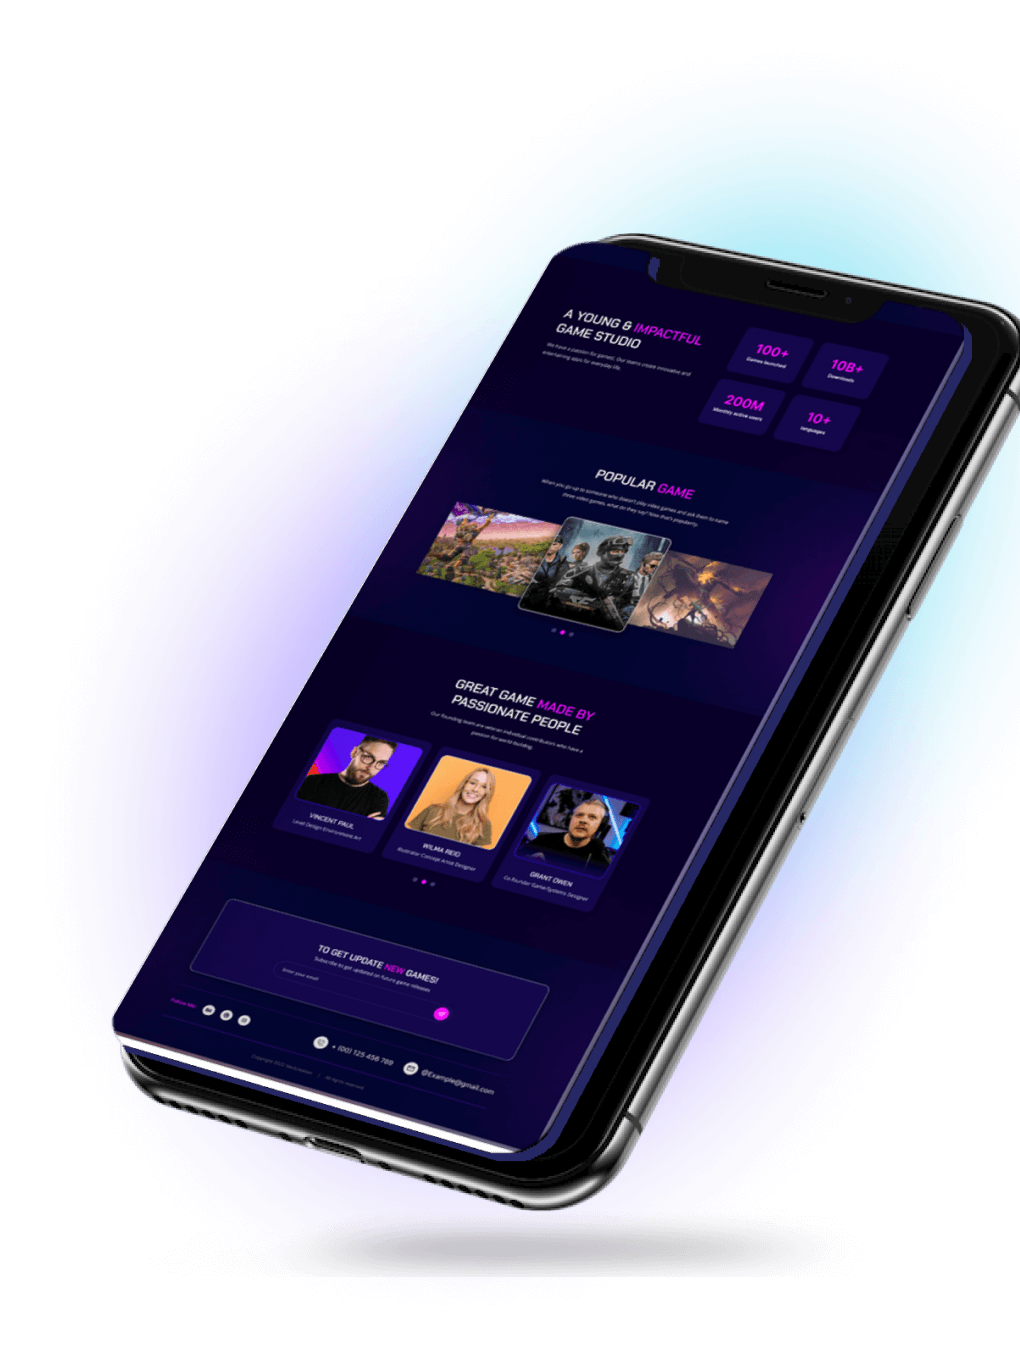 A YOUNG & IMPACTFUL
GAME STUDIO
We have a passion for games!. Our teams create innovative and
entertaining apps for everyday life.
100+
Games launched
10B+
Downloads
200M
Monthly active users
10+
languages
POPULAR GAME
When you go up to someone who doesn't play video games and ask them to name
three video games, what do they say? Now that's popularity.
GREAT GAME MADE BY
PASSIONATE PEOPLE
Our founding team are veteran individual contributors who have a
passion for world building.
VINCENT PAUL
Level Design Environment Art
WILMA REID
Illustrator Concept Artist Designer
GRANT OWEN
Co-founder Game/Systems Designer
TO GET UPDATE NEW GAMES!
Subscribe to get updated on future game releases
Enter your email
Follow Me:
+ (00) 125 456 789
@Example@gmail.com
All rights reserved